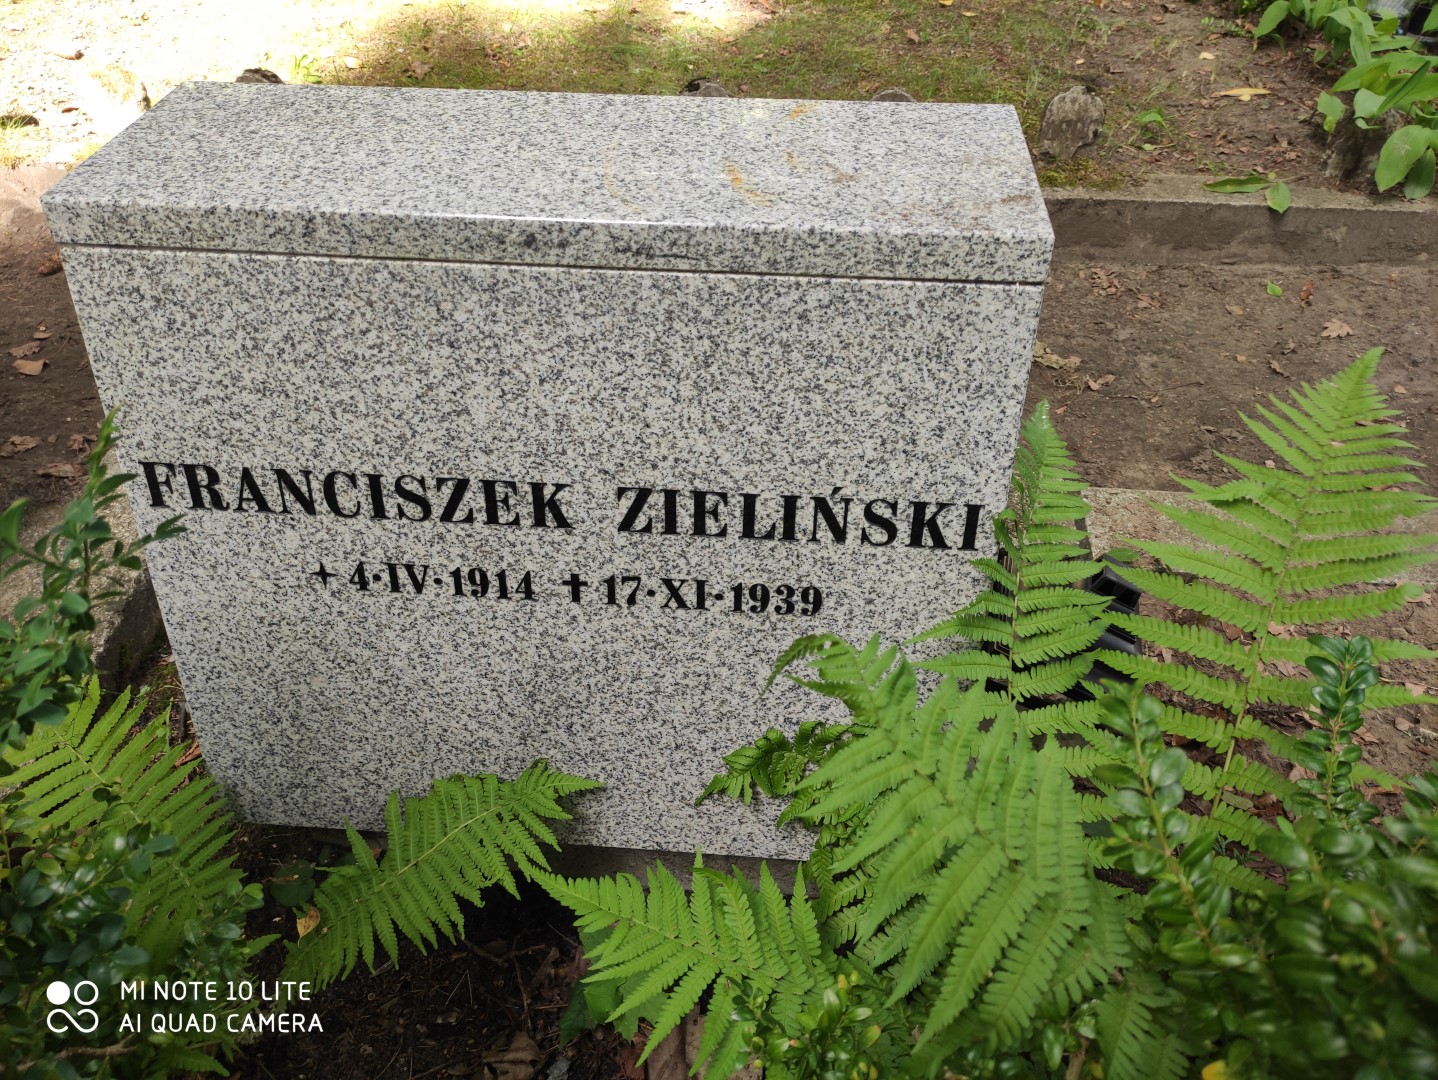 FRANCISZEK ZIELIŃSKI
+ 4·IV·1914 ✝ 17·XI·1939
MI NOTE 10 LITE
AI QUAD CAMERA